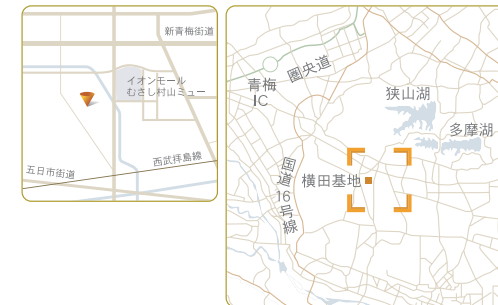 新青梅街道
イオンモール
むさし村山ミュー
西武拝島線
五日市街道
圏央道
青梅
IC
狭山湖
多摩湖
国道16号線
横田基地